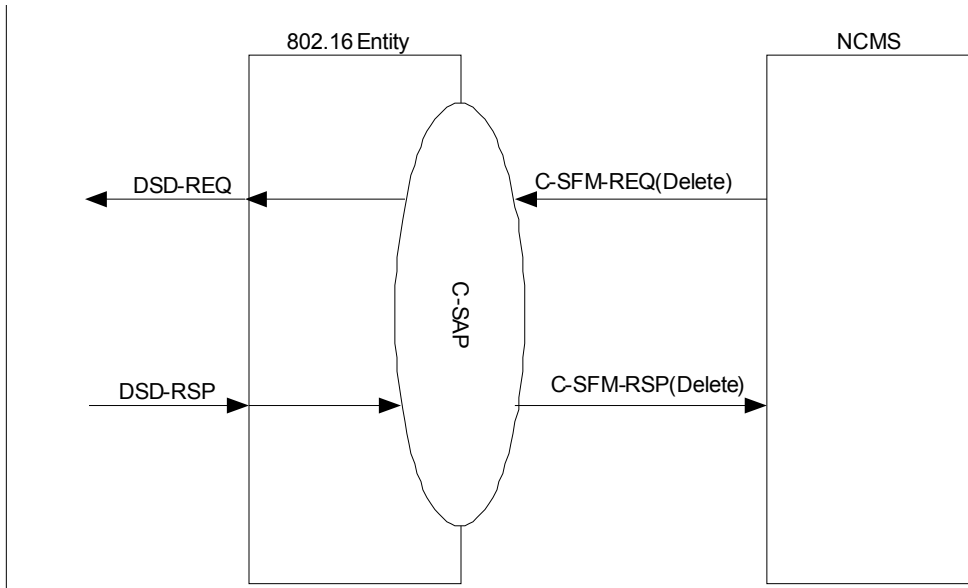 802.16 Entity
NCMS
DSD-REQ
C-SFM-REQ(Delete)
C-SAP
DSD-RSP
C-SFM-RSP(Delete)